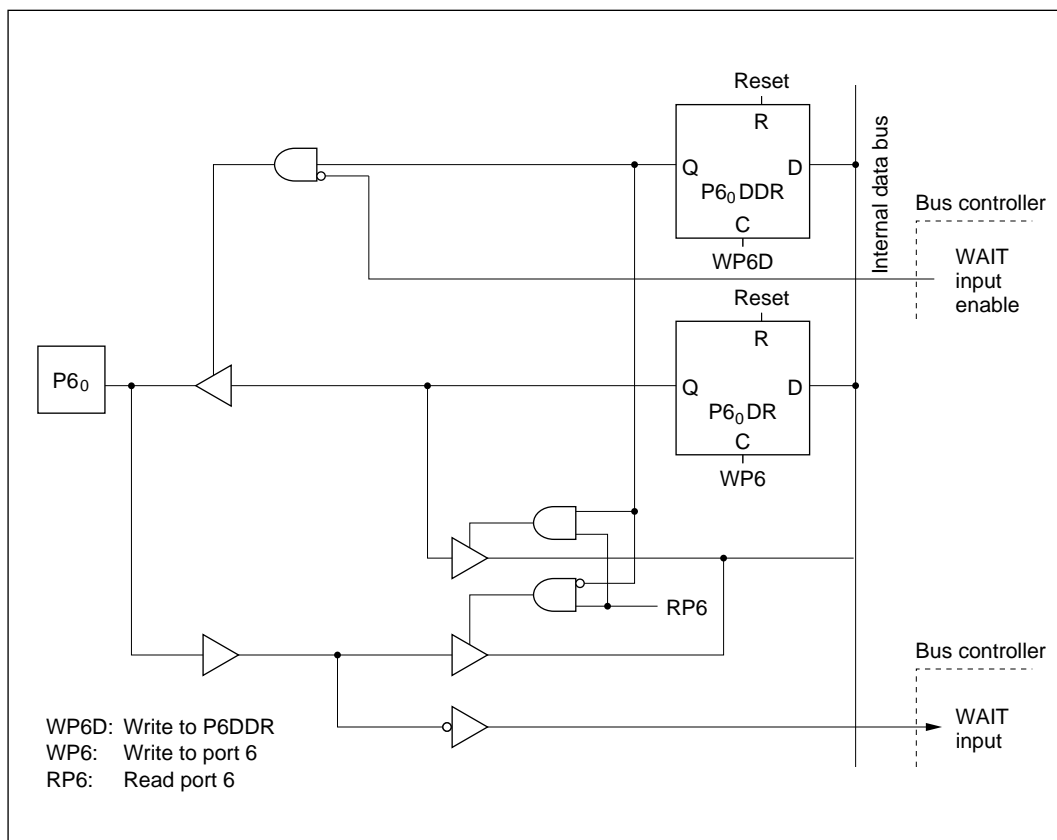 Reset
R
Q
D
P6₀DDR
C
WP6D
Internal data bus
Bus controller
WAIT
input
enable
Reset
R
P6₀
Q
D
P6₀DR
C
WP6
RP6
Bus controller
WAIT
input
WP6D: Write to P6DDR
WP6: Write to port 6
RP6: Read port 6